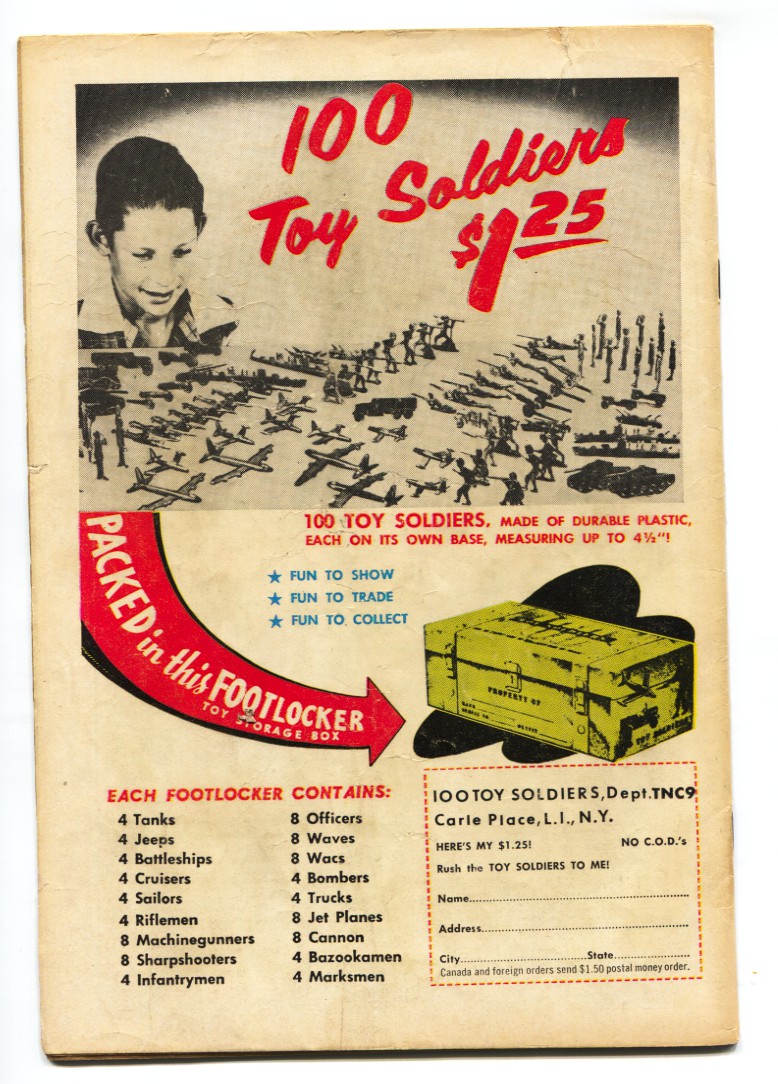 100
Toy Soldiers
$1.25
100 TOY SOLDIERS, MADE OF DURABLE PLASTIC,
EACH ON ITS OWN BASE, MEASURING UP TO 4½"!
★ FUN TO SHOW
★ FUN TO TRADE
★ FUN TO COLLECT
PACKED in this FOOTLOCKER
TOY STORAGE BOX
PROPERTY OF
TOY SOLDIERS
EACH FOOTLOCKER CONTAINS:
4 Tanks
4 Jeeps
4 Battleships
4 Cruisers
4 Sailors
4 Riflemen
8 Machinegunners
8 Sharpshooters
4 Infantrymen
8 Officers
8 Waves
8 Wacs
4 Bombers
4 Trucks
8 Jet Planes
8 Cannon
4 Bazookamen
4 Marksmen
100 TOY SOLDIERS, Dept. TNC9
Carle Place, L.I., N.Y.
HERE'S MY $1.25! NO C.O.D.'s
Rush the TOY SOLDIERS TO ME!
Name
Address
City State
Canada and foreign orders send $1.50 postal money order.